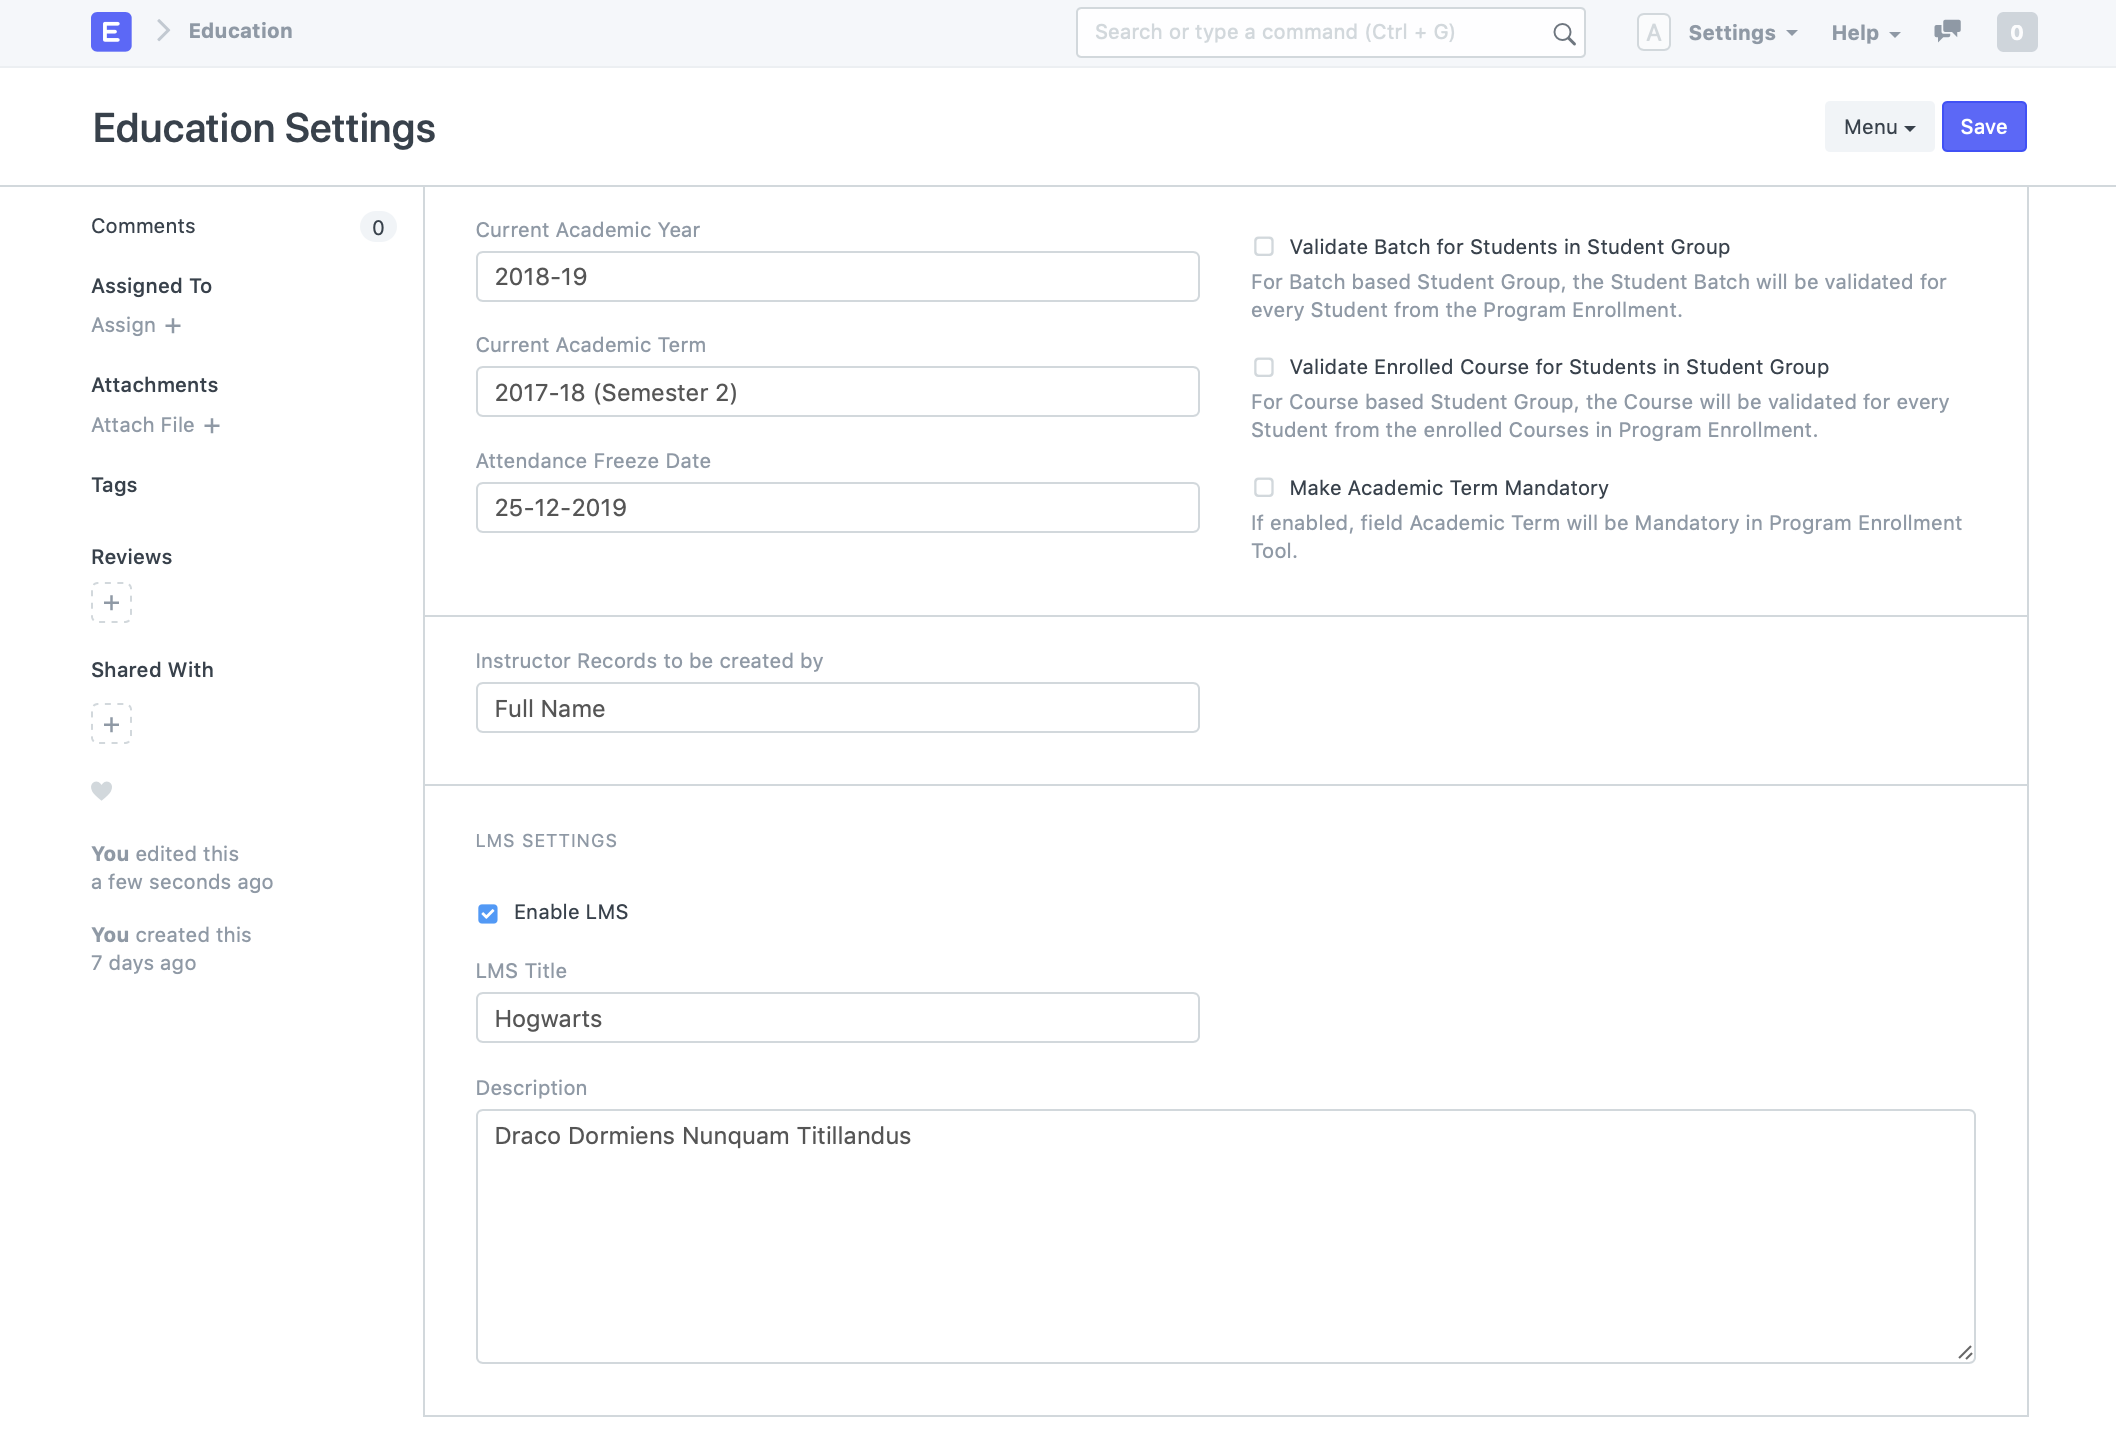 E
Education
Search or type a command (Ctrl + G)
A
Settings
Help
0
Education Settings
Menu
Save
Comments
0
Assigned To
Assign +
Attachments
Attach File +
Tags
Reviews
+
Shared With
+
You edited this
a few seconds ago
You created this
7 days ago
Current Academic Year
2018-19
Current Academic Term
2017-18 (Semester 2)
Attendance Freeze Date
25-12-2019
Validate Batch for Students in Student Group
For Batch based Student Group, the Student Batch will be validated for
every Student from the Program Enrollment.
Validate Enrolled Course for Students in Student Group
For Course based Student Group, the Course will be validated for every
Student from the enrolled Courses in Program Enrollment.
Make Academic Term Mandatory
If enabled, field Academic Term will be Mandatory in Program Enrollment
Tool.
Instructor Records to be created by
Full Name
LMS SETTINGS
Enable LMS
LMS Title
Hogwarts
Description
Draco Dormiens Nunquam Titillandus